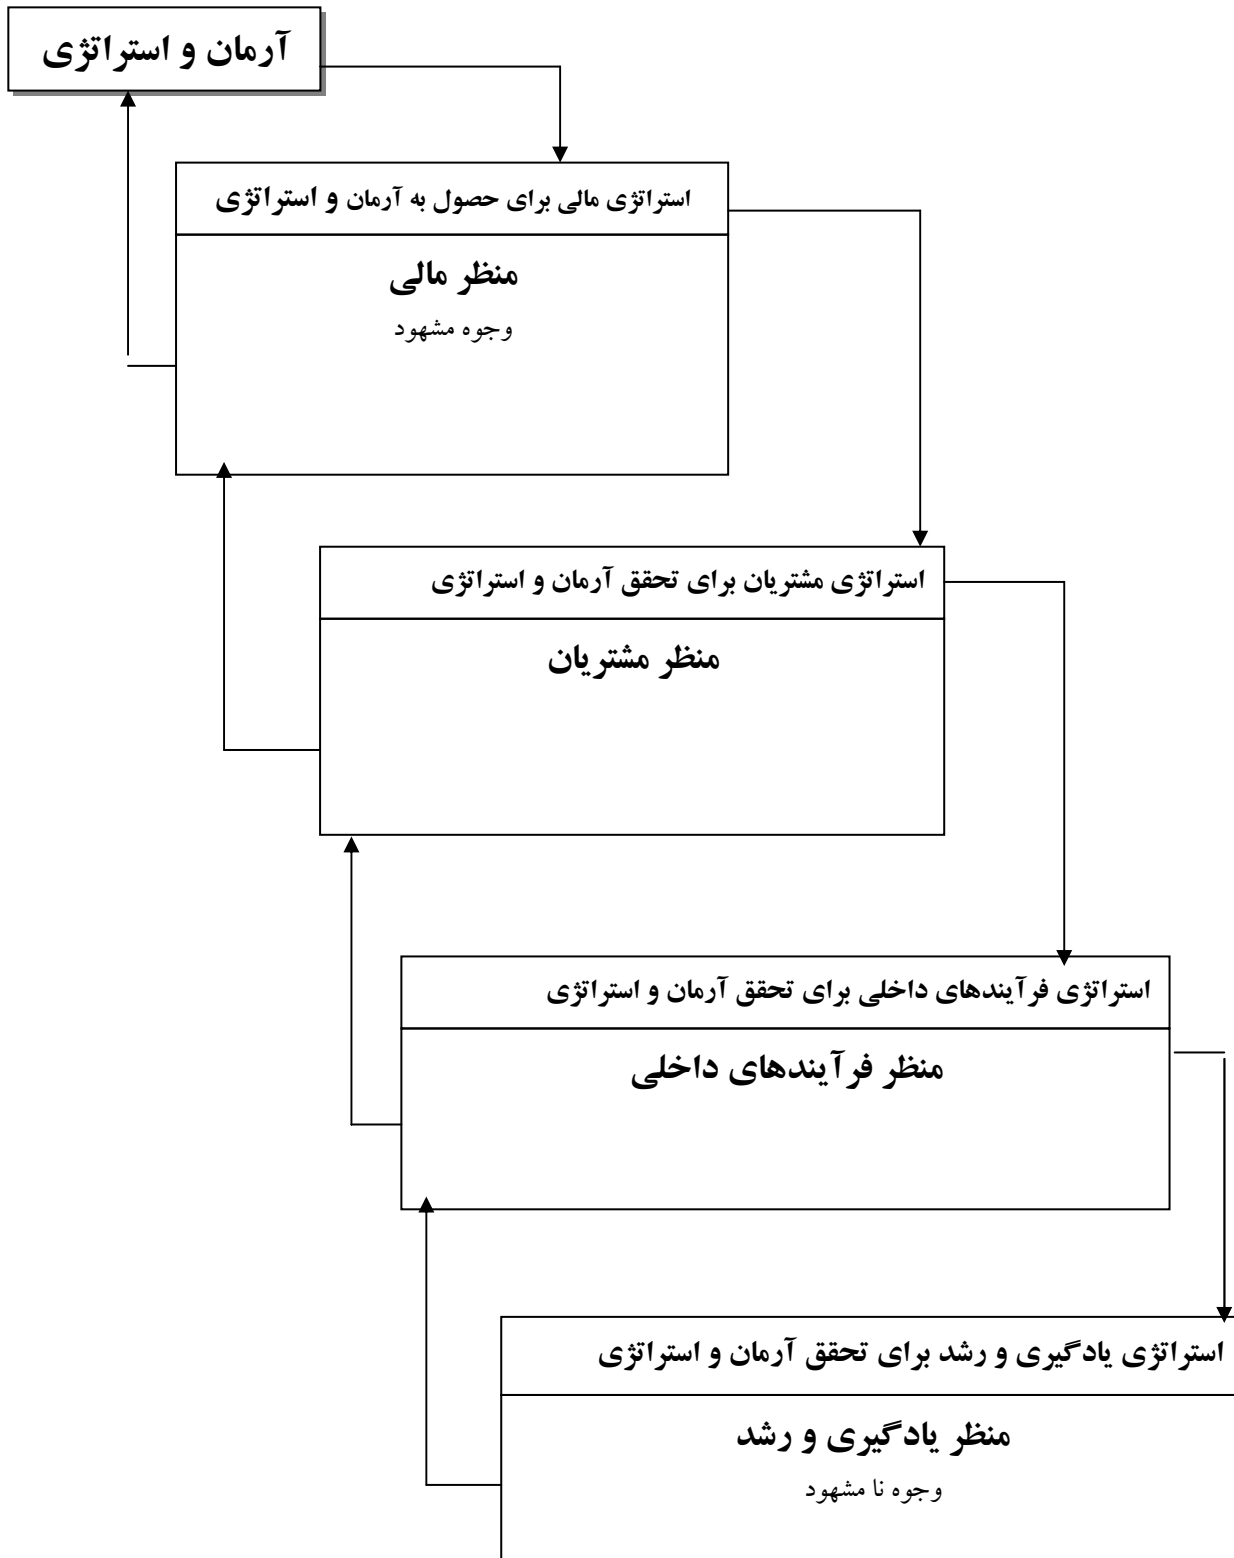 آرمان و استراتژی
استراتژی مالی برای حصول به آرمان و استراتژی
منظر مالی
وجوه مشهود
استراتژی مشتریان برای تحقق آرمان و استراتژی
منظر مشتریان
استراتژی فرآیندهای داخلی برای تحقق آرمان و استراتژی
منظر فرآیندهای داخلی
استراتژی یادگیری و رشد برای تحقق آرمان و استراتژی
منظر یادگیری و رشد
وجوه نا مشهود